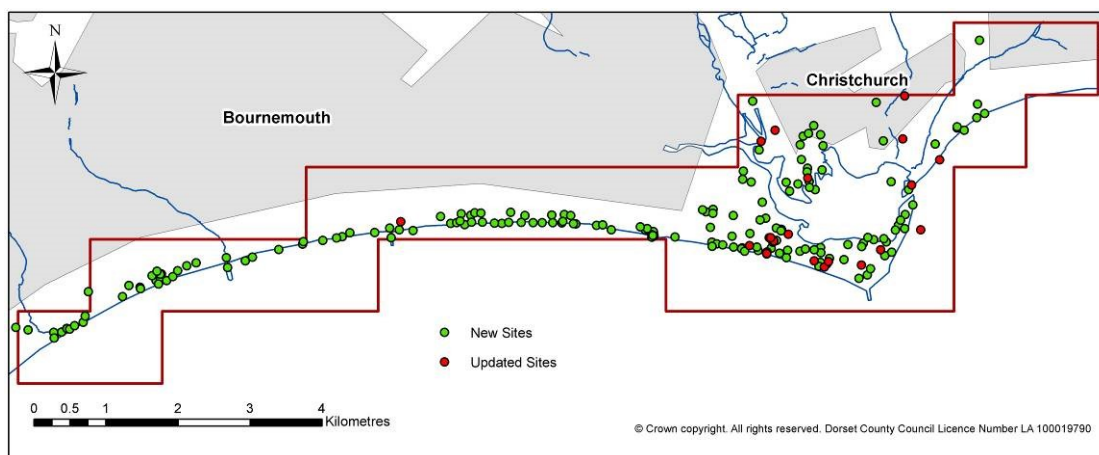 N
Christchurch
Bournemouth
New Sites
Updated Sites
0 0.5 1 2 3 4
Kilometres
© Crown copyright. All rights reserved. Dorset County Council Licence Number LA 100019790